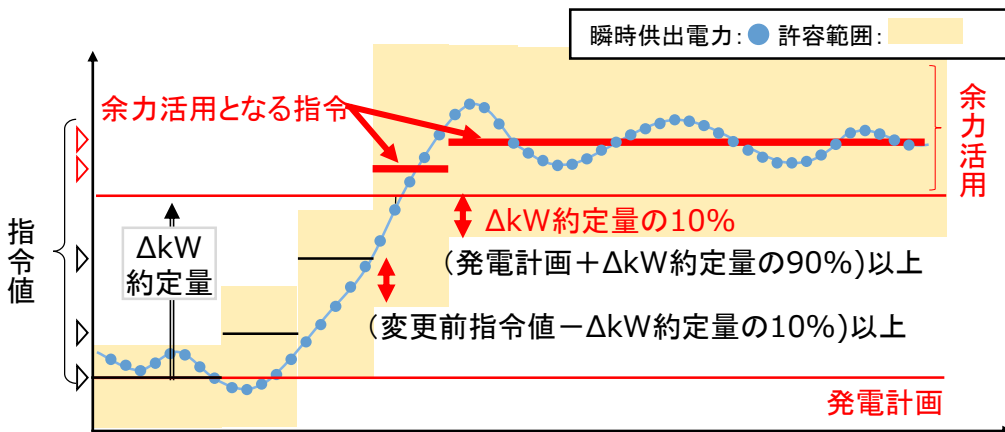 瞬時供出電力：
許容範囲：
余力活用となる指令
余力活用
指令値
ΔkW
約定量
ΔkW約定量の10%
(発電計画＋ΔkW約定量の90%)以上
(変更前指令値－ΔkW約定量の10%)以上
発電計画